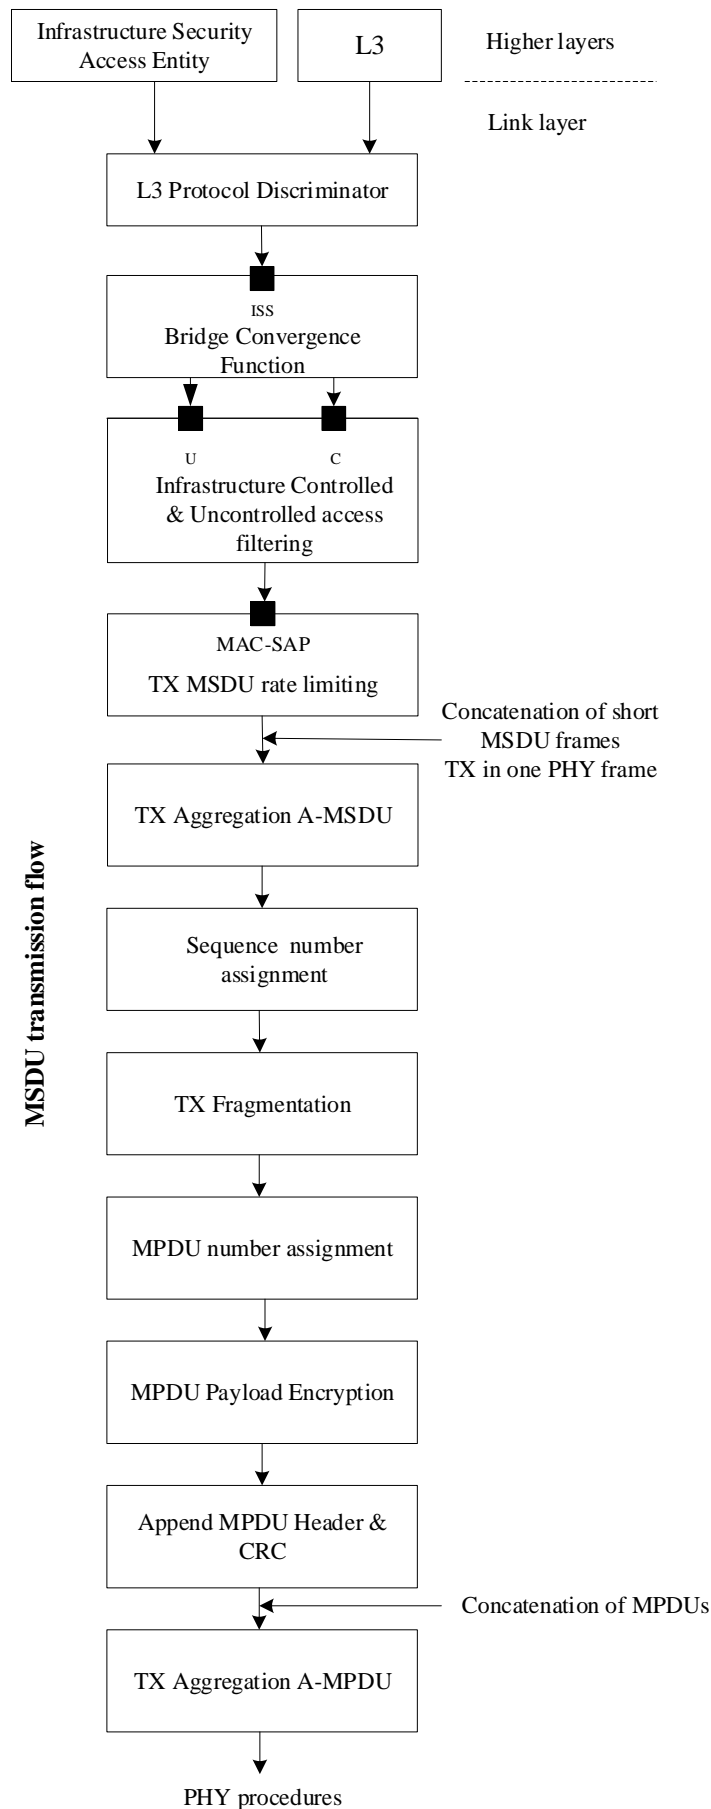 Infrastructure Security
Access Entity
L3
Higher layers
Link layer
L3 Protocol Discriminator
ISS
Bridge Convergence
Function
U
C
Infrastructure Controlled
& Uncontrolled access
filtering
MAC-SAP
TX MSDU rate limiting
Concatenation of short
MSDU frames
TX in one PHY frame
TX Aggregation A-MSDU
MSDU transmission flow
Sequence number
assignment
TX Fragmentation
MPDU number assignment
MPDU Payload Encryption
Append MPDU Header &
CRC
Concatenation of MPDUs
TX Aggregation A-MPDU
PHY procedures